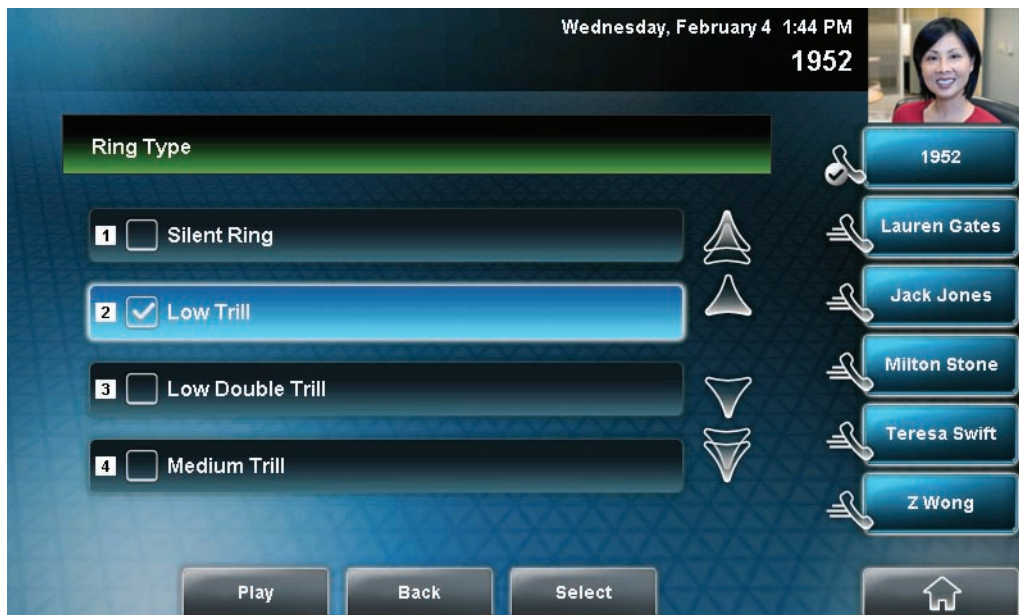 Wednesday, February 4 1:44 PM
1952
Ring Type
1 Silent Ring
2 Low Trill
3 Low Double Trill
4 Medium Trill
1952
Lauren Gates
Jack Jones
Milton Stone
Teresa Swift
Z Wong
Play Back Select